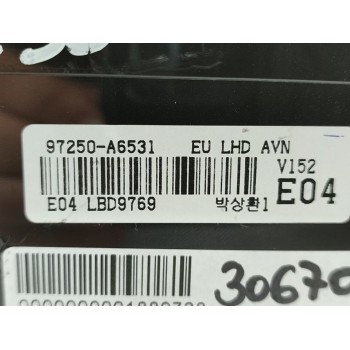 97250-A6531 EU LHD AVN
V152
E04
E04 LBD9769 박상환1
30670